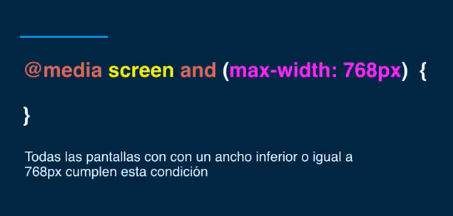 @media screen and (max-width: 768px) {
}
Todas las pantallas con con un ancho inferior o igual a
768px cumplen esta condición